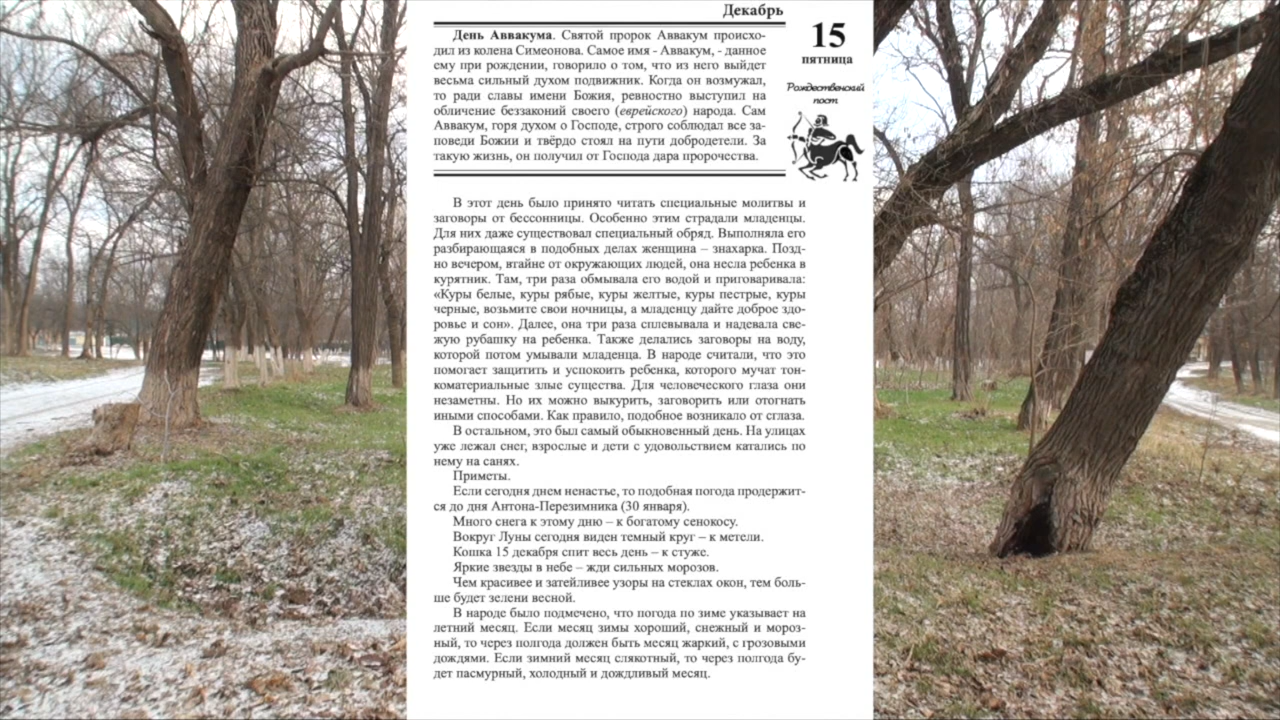 Декабрь
День Аввакума. Святой пророк Аввакум происхо-
дил из колена Симеонова. Самое имя - Аввакум, - данное
ему при рождении, говорило о том, что из него выйдет
весьма сильный духом подвижник. Когда он возмужал,
то ради славы имени Божия, ревностно выступил на
обличение беззаконий своего (еврейского) народа. Сам
Аввакум, горя духом о Господе, строго соблюдал все за-
поведи Божии и твёрдо стоял на пути добродетели. За
такую жизнь, он получил от Господа дара пророчества.
15
пятница
Рождественский
пост
В этот день было принято читать специальные молитвы и
заговоры от бессонницы. Особенно этим страдали младенцы.
Для них даже существовал специальный обряд. Выполняла его
разбирающаяся в подобных делах женщина – знахарка. Позд-
но вечером, втайне от окружающих людей, она несла ребенка в
курятник. Там, три раза обмывала его водой и приговаривала:
«Куры белые, куры рябые, куры желтые, куры пестрые, куры
черные, возьмите свои ночницы, а младенцу дайте доброе здо-
ровье и сон». Далее, она три раза сплевывала и надевала све-
жую рубашку на ребенка. Также делались заговоры на воду,
которой потом умывали младенца. В народе считали, что это
помогает защитить и успокоить ребенка, которого мучат тон-
коматериальные злые существа. Для человеческого глаза они
незаметны. Но их можно выкурить, заговорить или отогнать
иными способами. Как правило, подобное возникало от сглаза.
В остальном, это был самый обыкновенный день. На улицах
уже лежал снег, взрослые и дети с удовольствием катались по
нему на санях.
Приметы.
Если сегодня днем ненастье, то подобная погода продержит-
ся до дня Антона-Перезимника (30 января).
Много снега к этому дню – к богатому сенокосу.
Вокруг Луны сегодня виден темный круг – к метели.
Кошка 15 декабря спит весь день – к стуже.
Яркие звезды в небе – жди сильных морозов.
Чем красивее и затейливее узоры на стеклах окон, тем боль-
ше будет зелени весной.
В народе было подмечено, что погода по зиме указывает на
летний месяц. Если месяц зимы хороший, снежный и мороз-
ный, то через полгода должен быть месяц жаркий, с грозовыми
дождями. Если зимний месяц слякотный, то через полгода бу-
дет пасмурный, холодный и дождливый месяц.